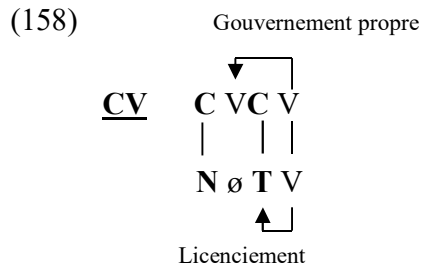 (158) Gouvernement propre
CV C VC V
N ø T V
Licenciement